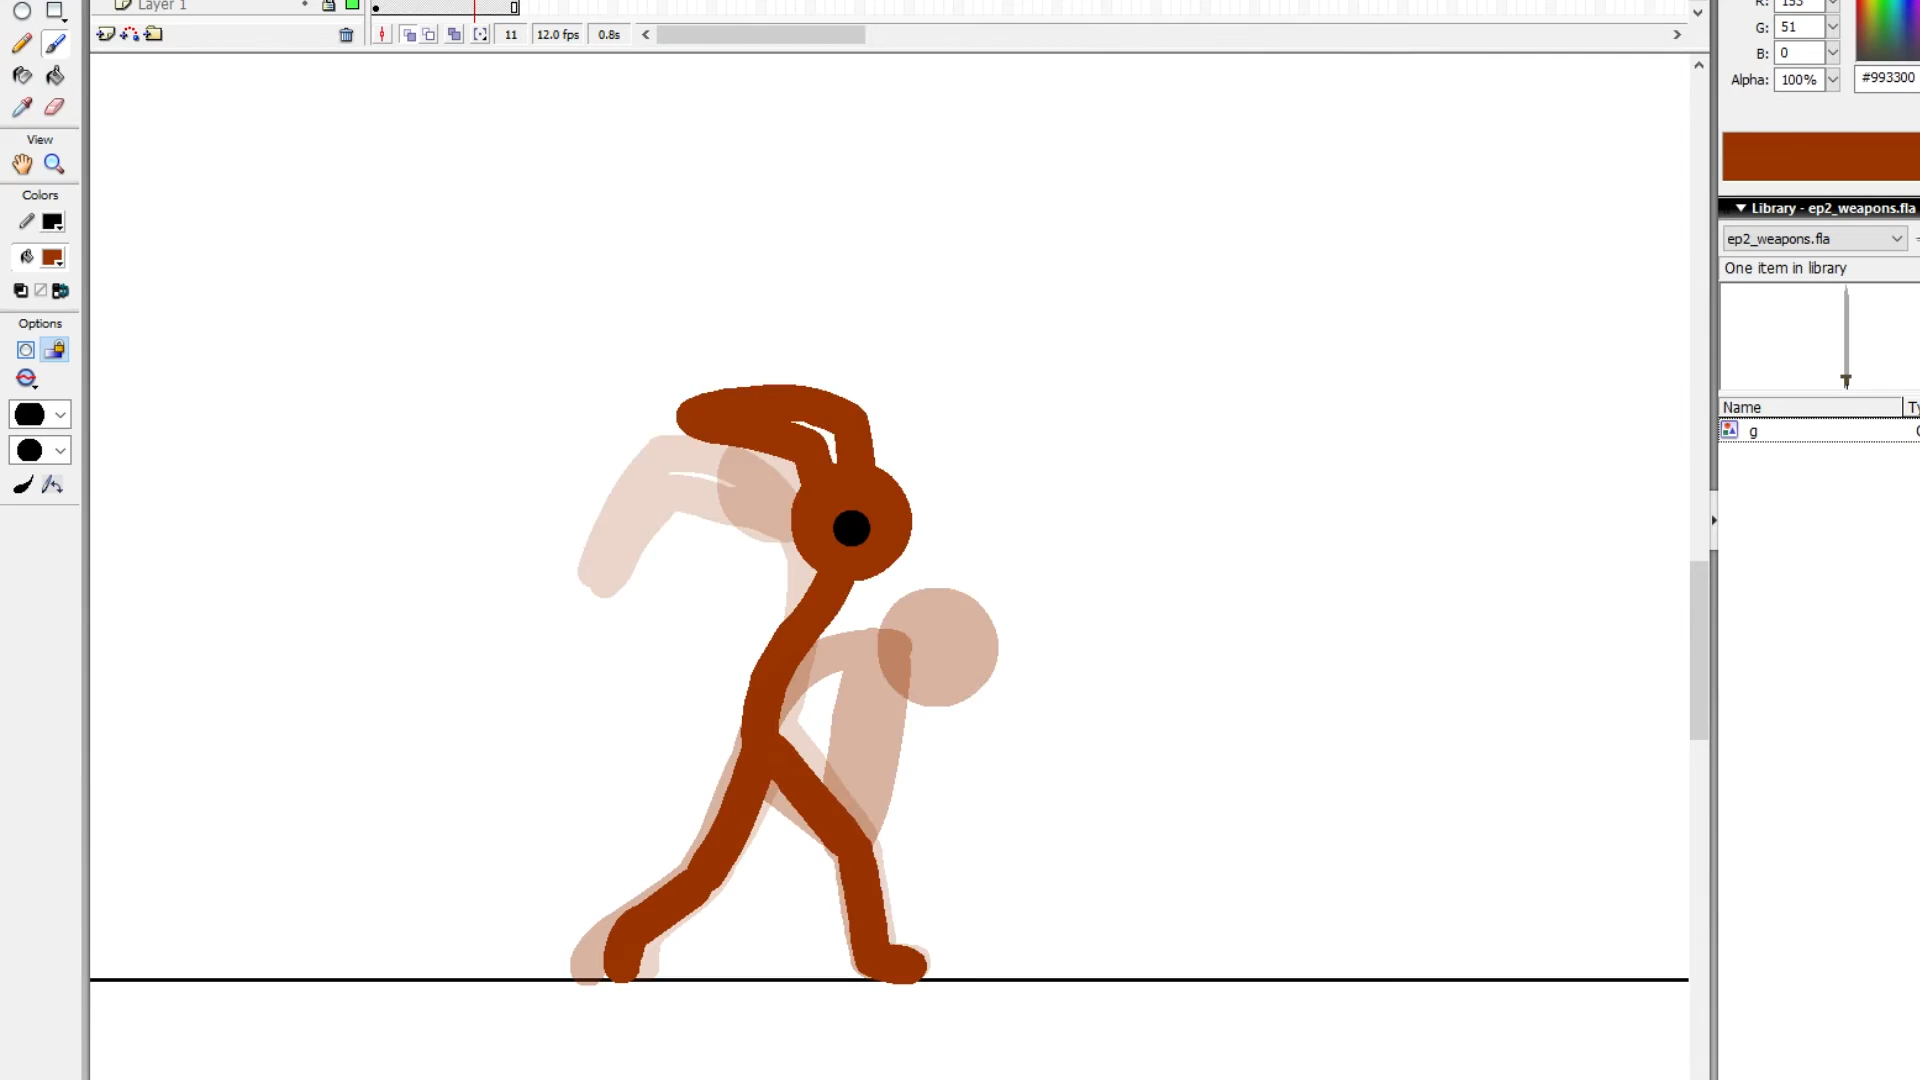 Layer 1
11 12.0 fps 0.8s
R: 153
G: 51
B: 0
Alpha: 100% #993300
View
Colors
Options
Library - ep2_weapons.fla
ep2_weapons.fla
One item in library
Name
g